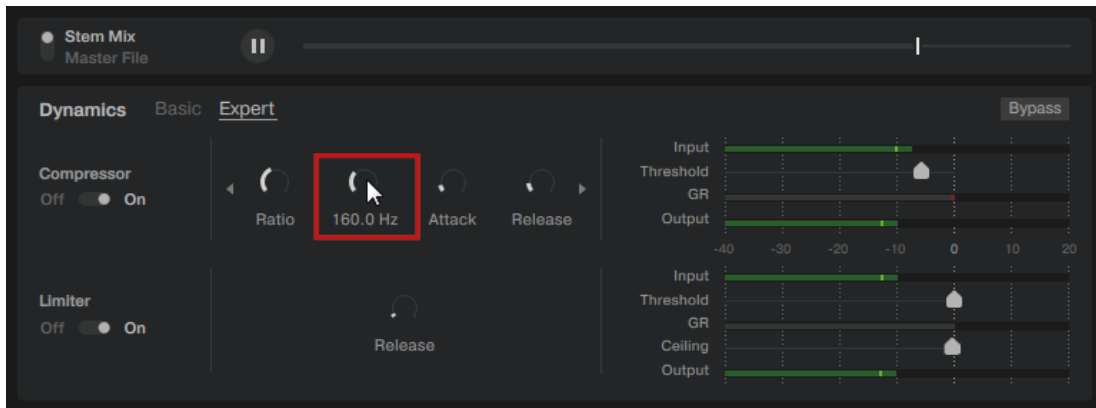 Stem Mix
Master File
Dynamics Basic Expert Bypass
Compressor
Off On
Ratio 160.0 Hz Attack Release
Input
Threshold
GR
Output
-40 -30 -20 -10 0 10 20
Limiter
Off On
Release
Input
Threshold
GR
Ceiling
Output